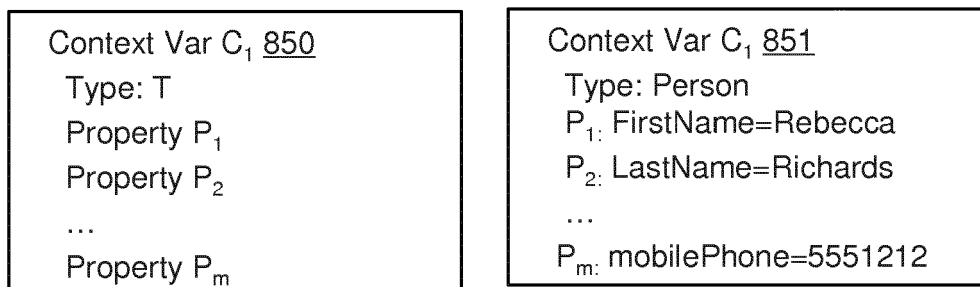 Context Var C₁ 850
Type: T
Property P₁
Property P₂
...
Property Pₘ
Context Var C₁ 851
Type: Person
P₁: FirstName=Rebecca
P₂: LastName=Richards
...
Pₘ: mobilePhone=5551212